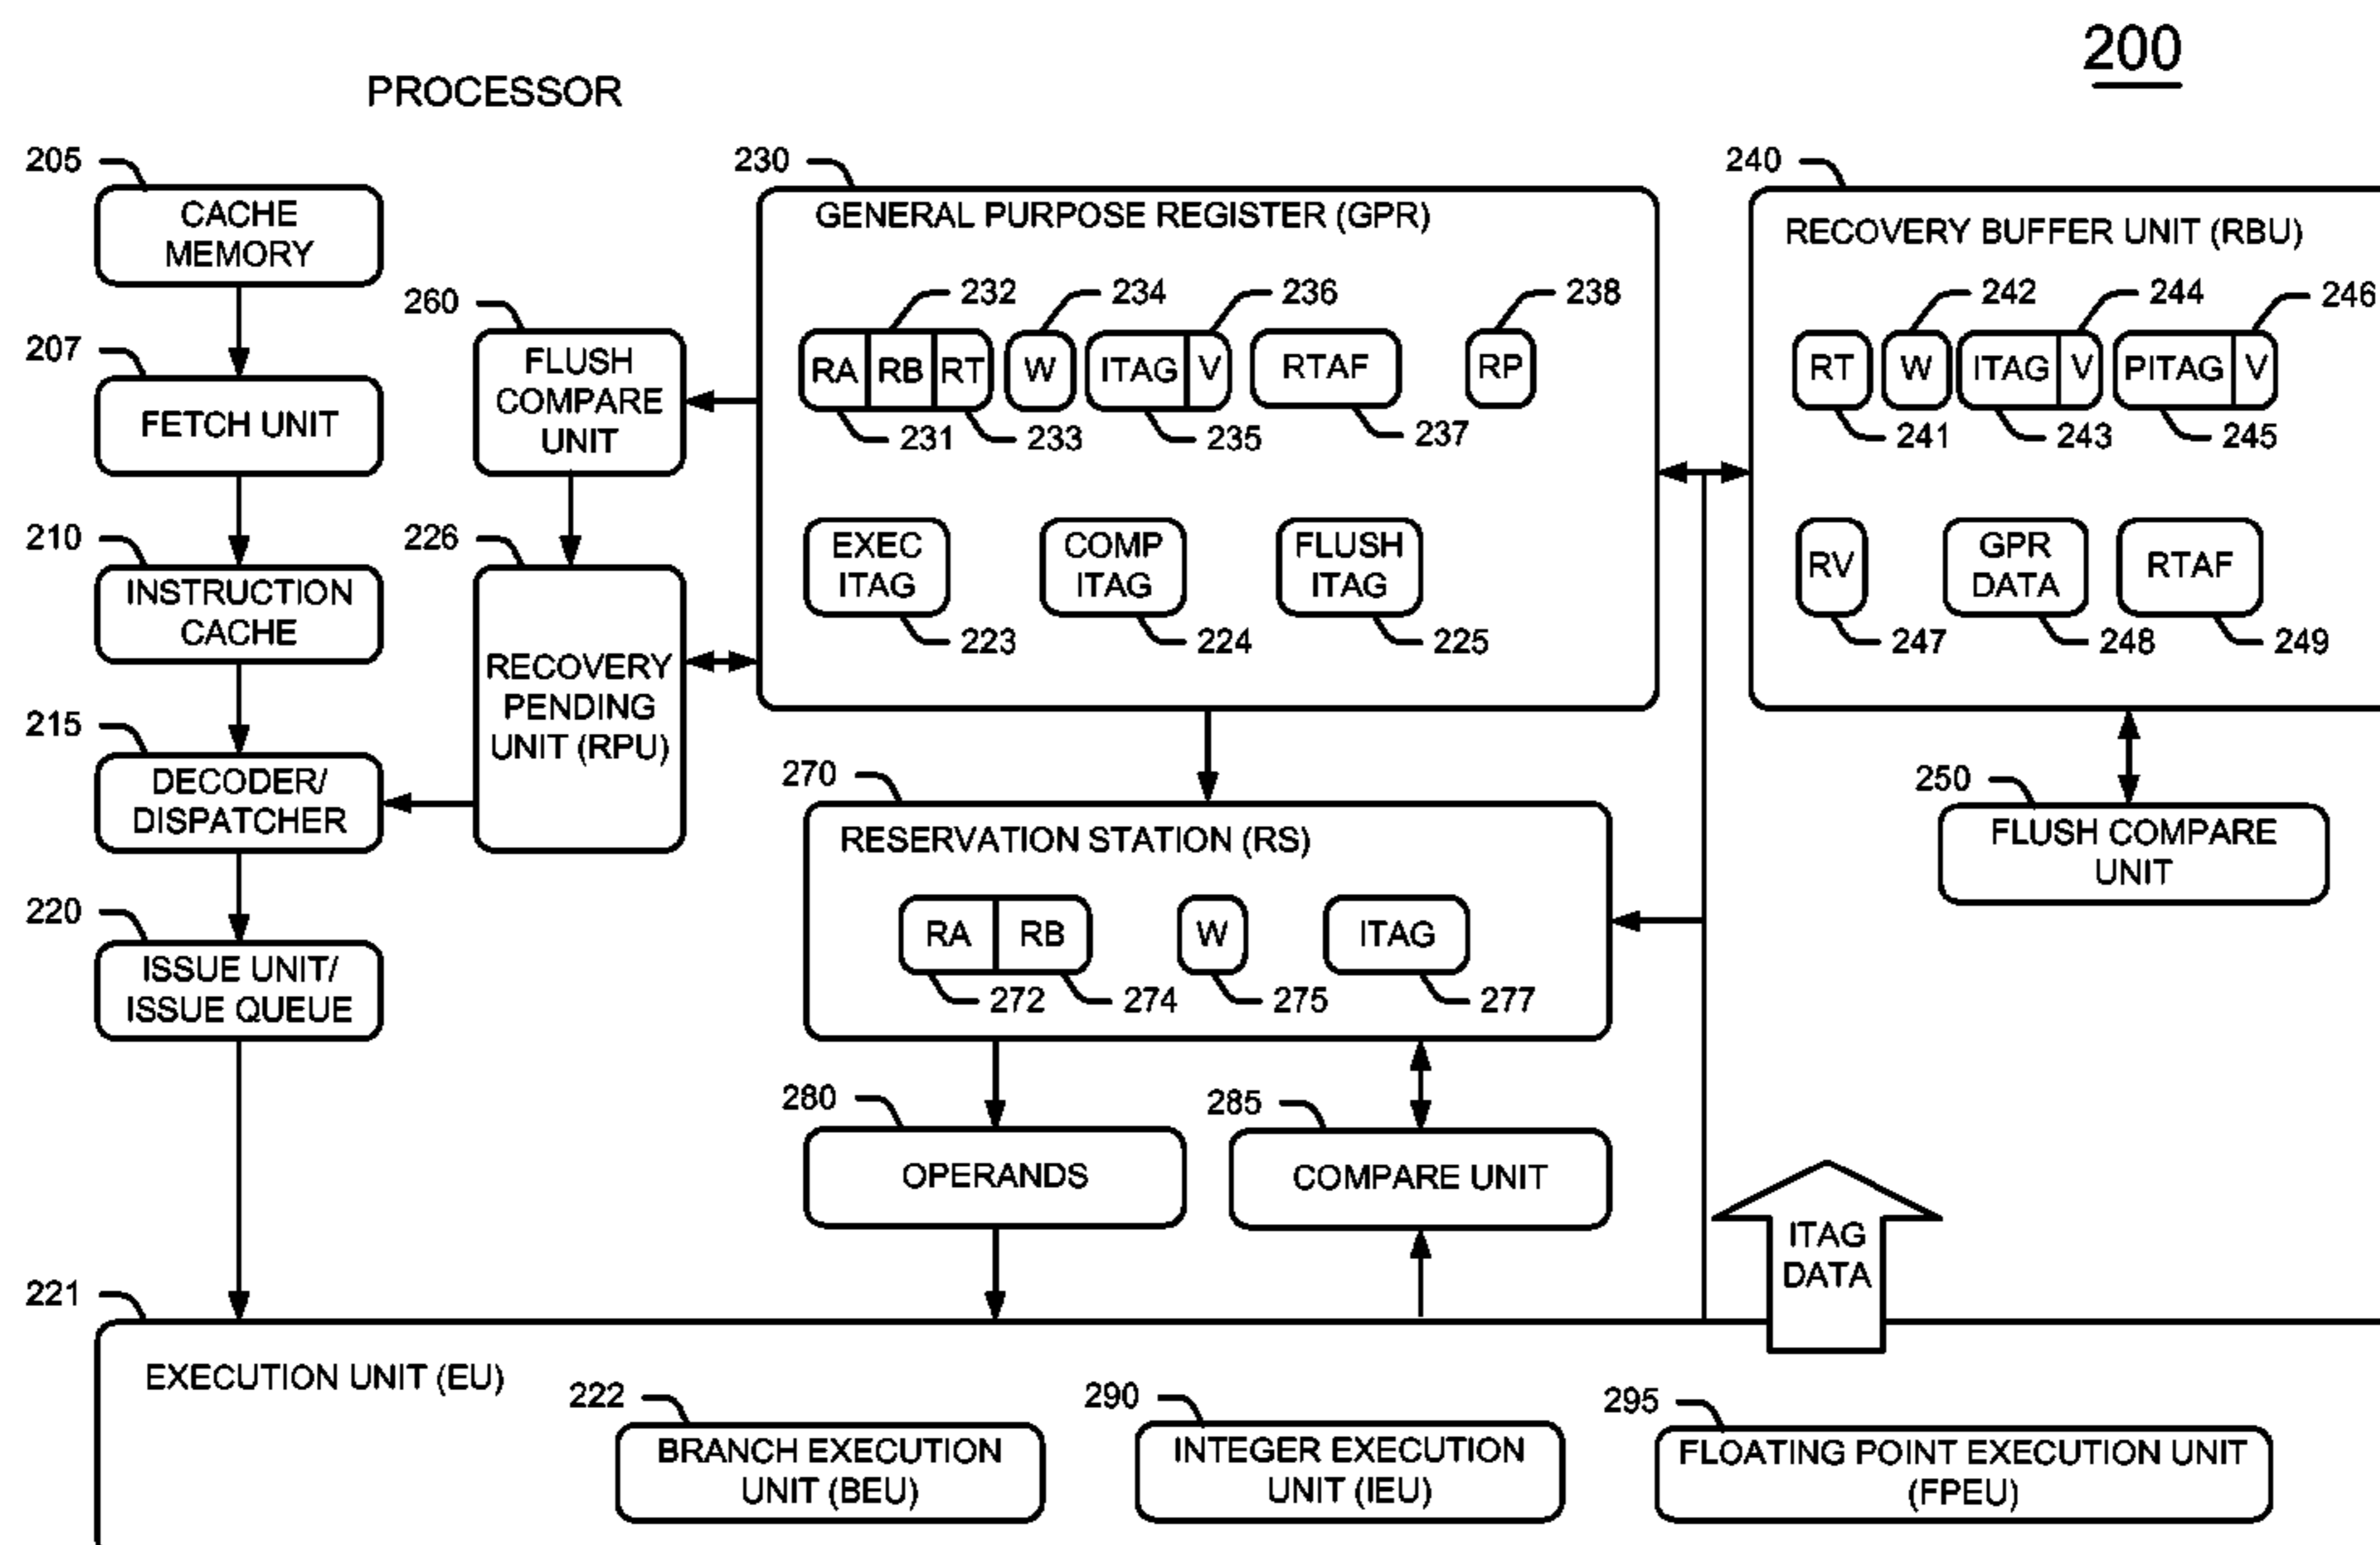 200
PROCESSOR
205
CACHE
MEMORY
207
FETCH UNIT
210
INSTRUCTION
CACHE
215
DECODER/
DISPATCHER
220
ISSUE UNIT/
ISSUE QUEUE
260
FLUSH
COMPARE
UNIT
226
RECOVERY
PENDING
UNIT (RPU)
230
GENERAL PURPOSE REGISTER (GPR)
232 234 236 238
RA RB RT W ITAG V RTAF RP
231 233 235 237
EXEC
ITAG
223
COMP
ITAG
224
FLUSH
ITAG
225
240
RECOVERY BUFFER UNIT (RBU)
242 244 246
RT W ITAG V PITAG V
241 243 245
RV
247
GPR
DATA
248
RTAF
249
250
FLUSH COMPARE
UNIT
270
RESERVATION STATION (RS)
RA RB W ITAG
272 274 275 277
280
OPERANDS
285
COMPARE UNIT
ITAG
DATA
221
EXECUTION UNIT (EU)
222
BRANCH EXECUTION
UNIT (BEU)
290
INTEGER EXECUTION
UNIT (IEU)
295
FLOATING POINT EXECUTION UNIT
(FPEU)